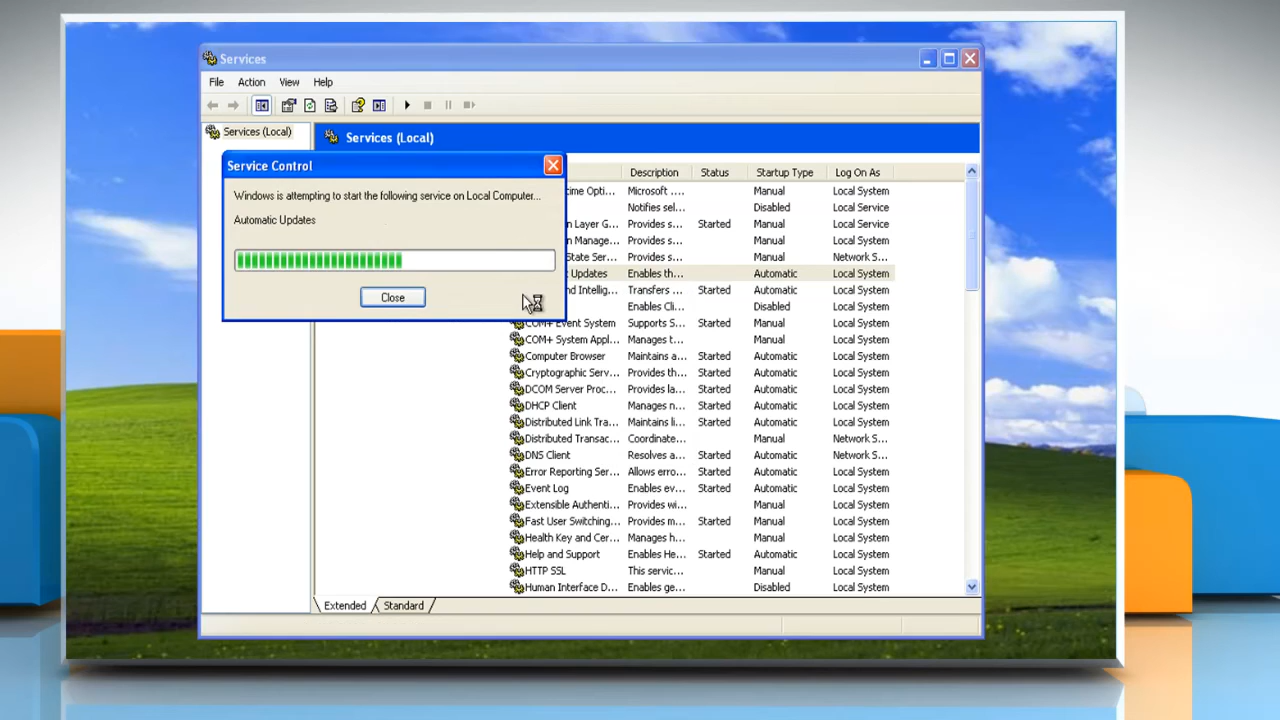 Services
File Action View Help
Services (Local)
Services (Local)
Service Control
Windows is attempting to start the following service on Local Computer...
Automatic Updates
Close
Description Status Startup Type Log On As
time Opti... Microsoft .... Manual Local System
Notifies sel... Disabled Local Service
n Layer G... Provides s... Started Manual Local Service
n Manage... Provides s... Manual Local System
State Ser... Provides s... Manual Network S...
Updates Enables th... Automatic Local System
nd Intellig... Transfers ... Started Manual Local System
Enables Cli... Disabled Local System
COM+ Event System Supports S... Started Manual Local System
COM+ System Appl... Manages t... Manual Local System
Computer Browser Maintains a... Started Automatic Local System
Cryptographic Serv... Provides th... Started Automatic Local System
DCOM Server Proc... Provides la... Started Automatic Local System
DHCP Client Manages n... Started Automatic Local System
Distributed Link Tra... Maintains li... Started Automatic Local System
Distributed Transac... Coordinate... Manual Network S...
DNS Client Resolves a... Started Automatic Network S...
Error Reporting Ser... Allows erro... Started Automatic Local System
Event Log Enables ev... Started Automatic Local System
Extensible Authenti... Provides wi... Manual Local System
Fast User Switching... Provides m... Started Manual Local System
Health Key and Cer... Manages h... Manual Local System
Help and Support Enables He... Started Automatic Local System
HTTP SSL This servic... Manual Local System
Human Interface D... Enables ge... Disabled Local System
Extended Standard